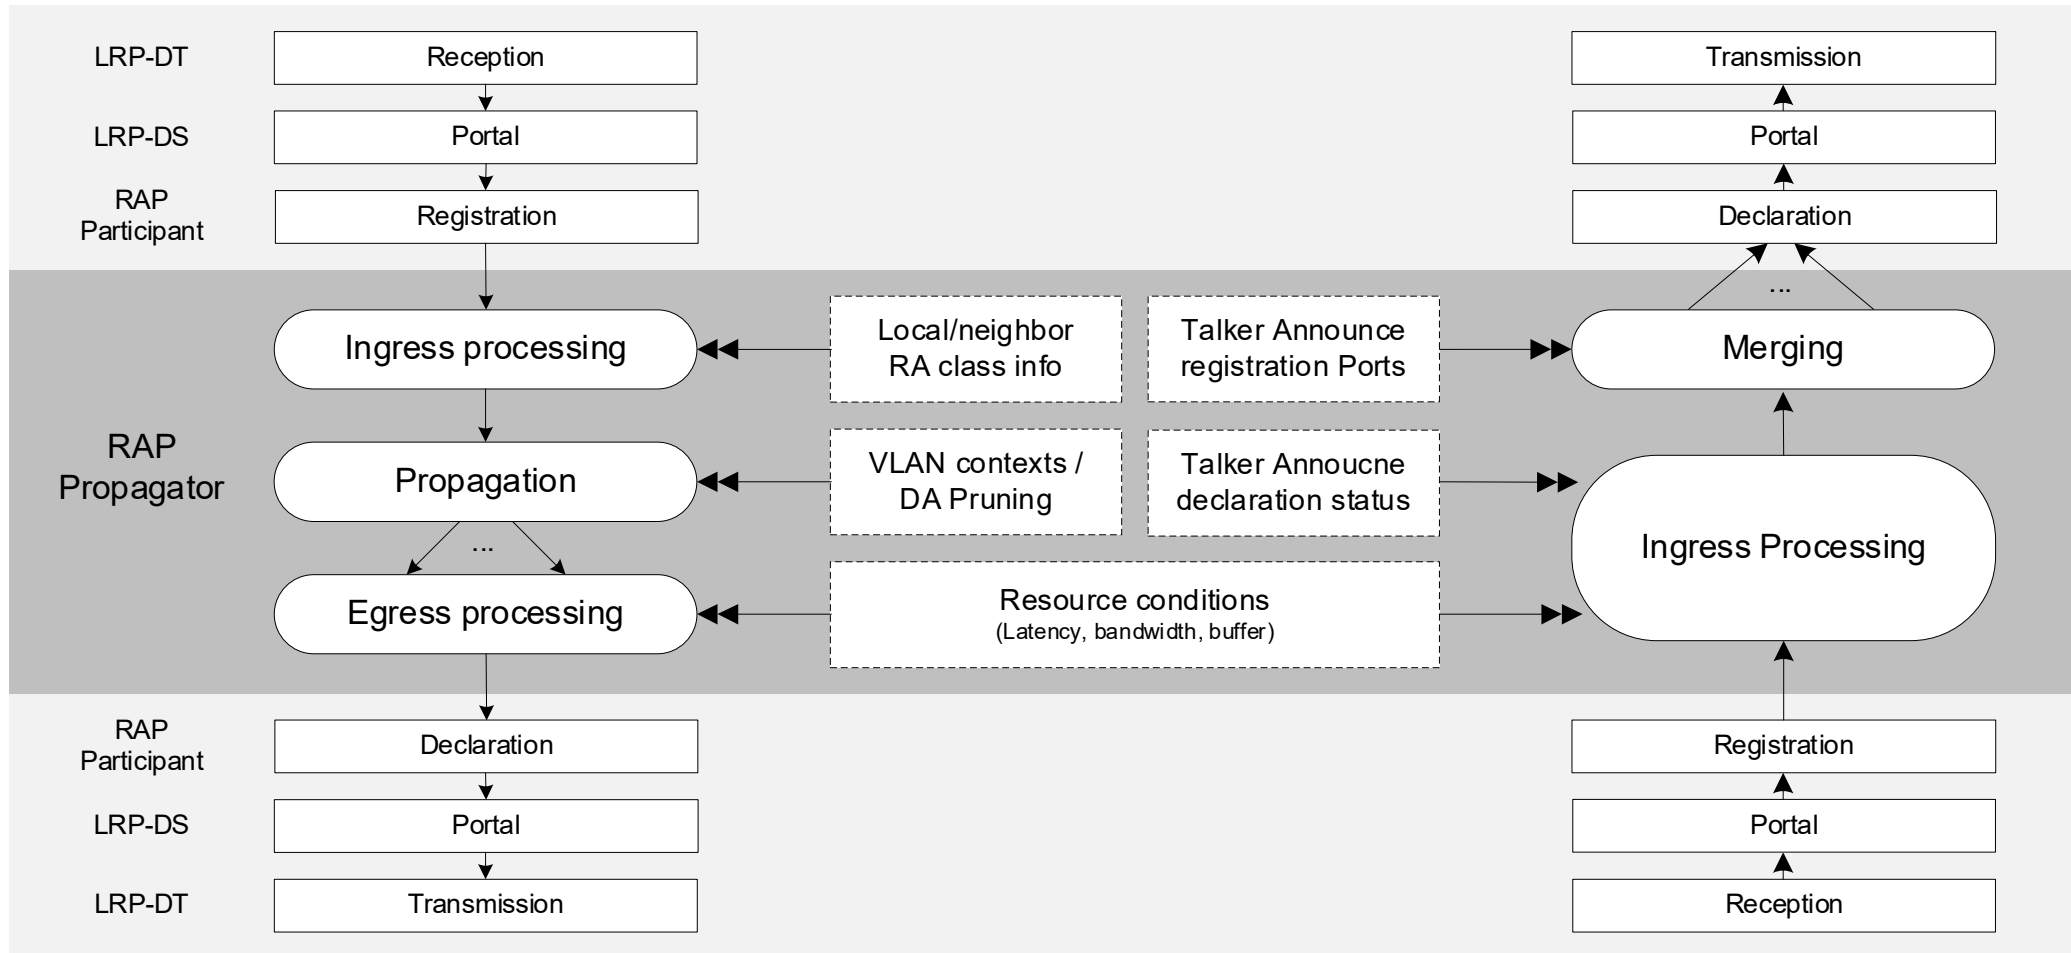 LRP-DT
Reception
Transmission
LRP-DS
Portal
Portal
RAP
Participant
Registration
Declaration
...
Ingress processing
Local/neighbor
RA class info
Talker Announce
registration Ports
Merging
RAP
Propagator
Propagation
VLAN contexts /
DA Pruning
Talker Annoucne
declaration status
Ingress Processing
...
Egress processing
Resource conditions
(Latency, bandwidth, buffer)
RAP
Participant
Declaration
Registration
LRP-DS
Portal
Portal
LRP-DT
Transmission
Reception